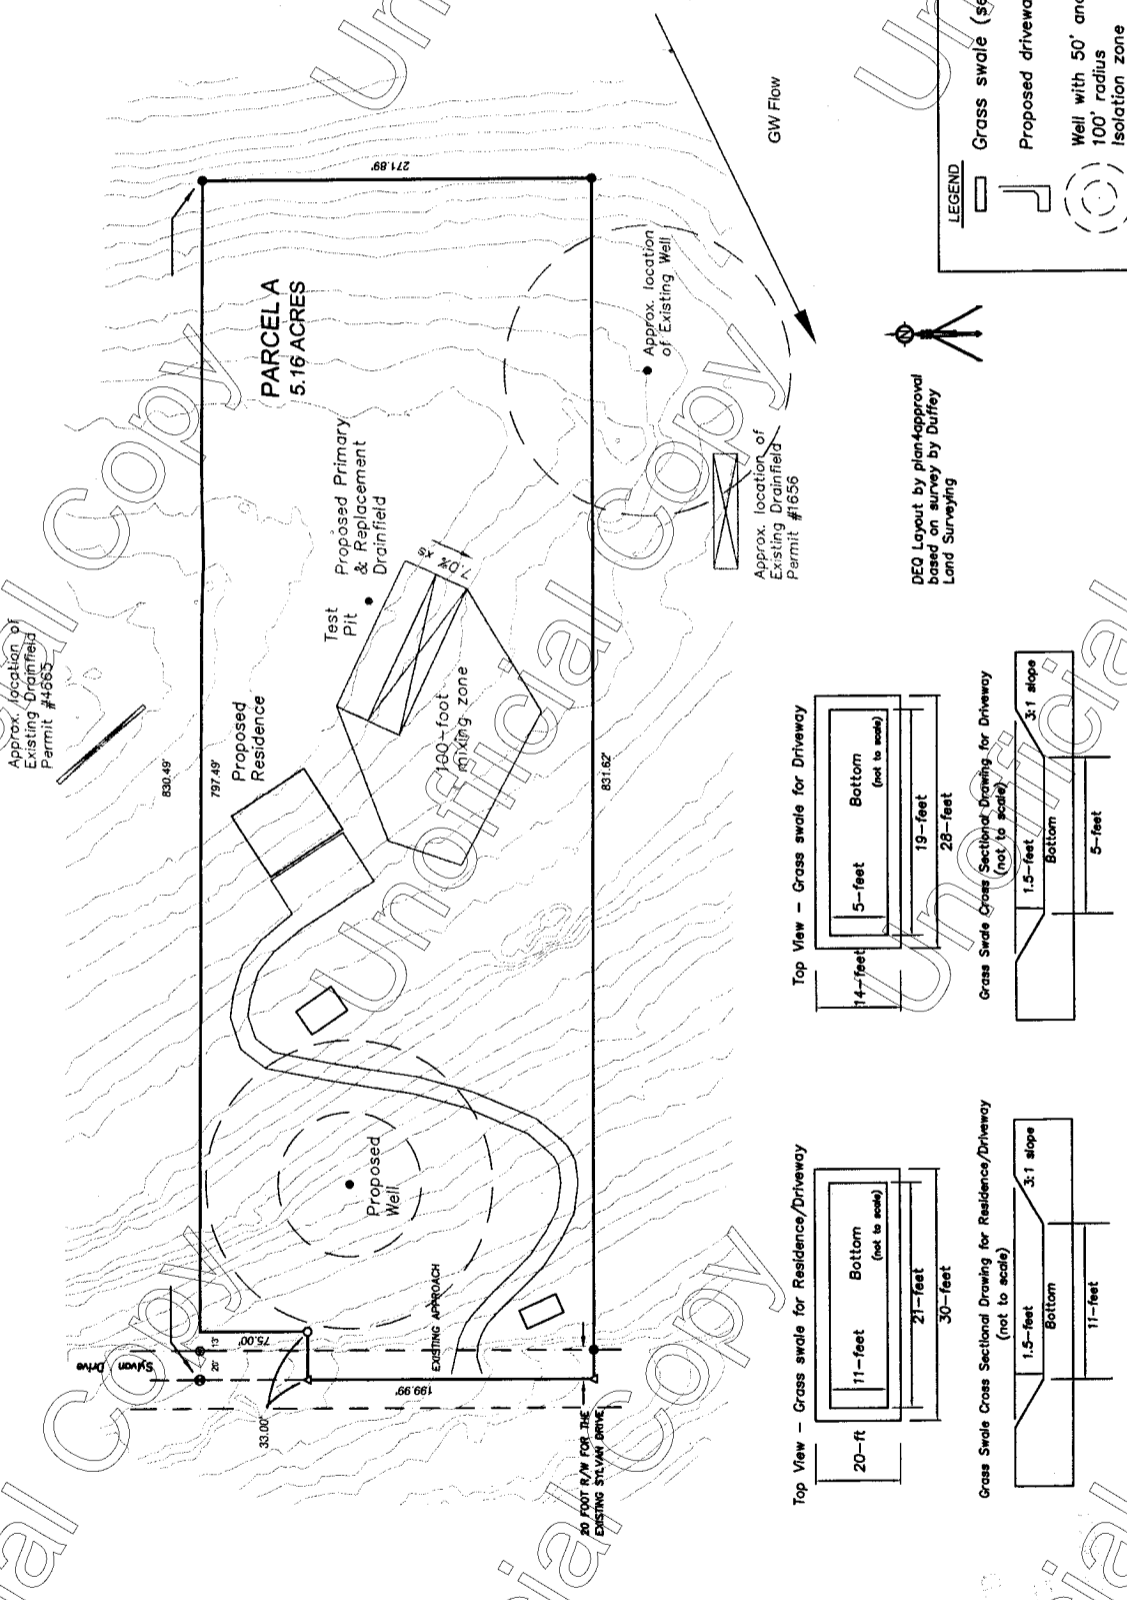 Approx. location of
Existing Drainfield
Permit #4665
830.49'
797.49'
Proposed
Residence
Test
Pit
Proposed Primary
& Replacement
Drainfield
PARCEL A
5.16 ACRES
271.89'
7.0%
100-foot
mixing zone
Proposed
Well
Sylvan Drive
20'
13'
75.00'
33.00'
199.99'
EXISTING APPROACH
20 FOOT R/W FOR THE
EXISTING SYLVAN DRIVE
831.62'
Approx. location
of Existing Well
Approx. location of
Existing Drainfield
Permit #1656
GW Flow
N
DEQ Layout by plan4approval
based on survey by Duffey
Land Surveying
LEGEND
Grass swale
Proposed
Well with 50' and
100' radius
Isolation zone
Top View - Grass swale for Residence/Driveway
20-ft
11-feet
Bottom
(not to scale)
21-feet
30-feet
Grass Swale Cross Sectional Drawing for Residence/Driveway
(not to scale)
1.5-feet
3:1 slope
Bottom
11-feet
Top View - Grass swale for Driveway
14-feet
5-feet
Bottom
(not to scale)
19-feet
28-feet
Grass Swale Cross Sectional Drawing for Driveway
(not to scale)
1.5-feet
3:1 slope
Bottom
5-feet
Unofficial Copy
Unofficial Copy
Unofficial Copy